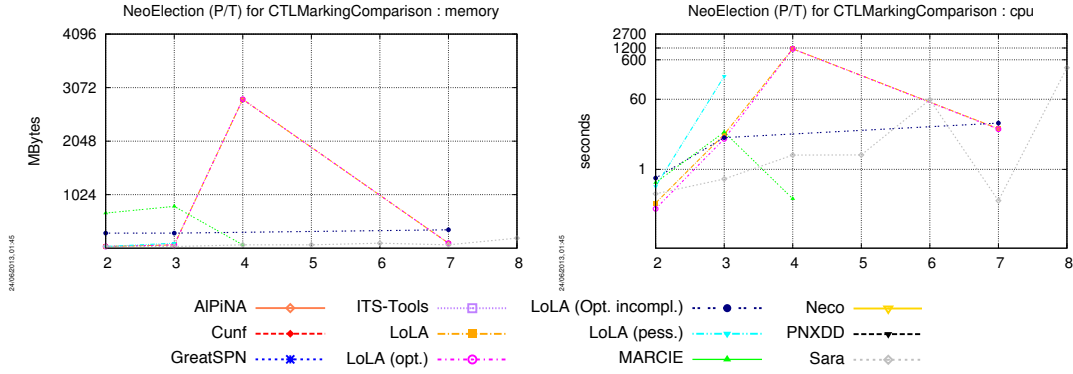 NeoElection (P/T) for CTLMarkingComparison : memory
4096
3072
2048
1024
MBytes
2 3 4 5 6 7 8
24/06/2013, 01:45
NeoElection (P/T) for CTLMarkingComparison : cpu
2700
1200
600
60
1
seconds
2 3 4 5 6 7 8
24/06/2013, 01:45
AlPiNA
Cunf
GreatSPN
ITS-Tools
LoLA
LoLA (opt.)
LoLA (Opt. incompl.)
LoLA (pess.)
MARCIE
Neco
PNXDD
Sara